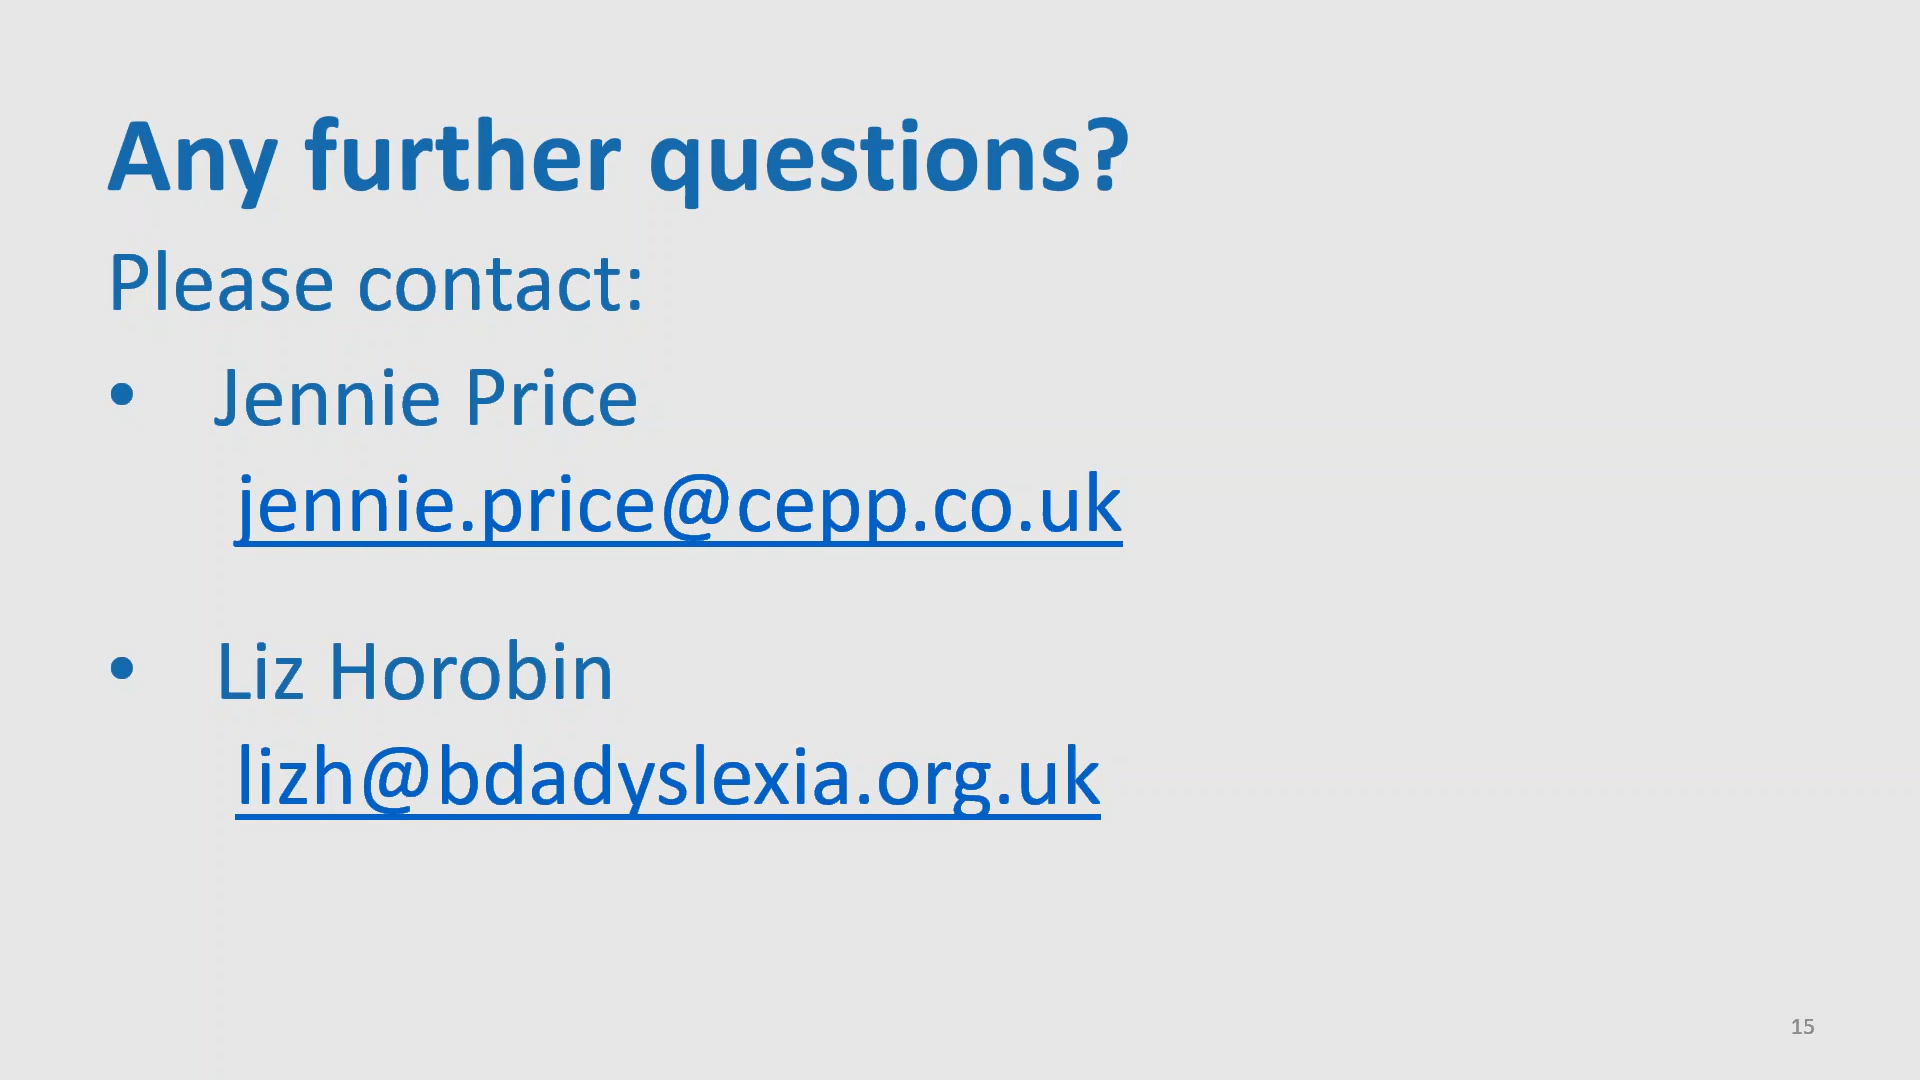 Any further questions?
Please contact:
• Jennie Price
jennie.price@cepp.co.uk
• Liz Horobin
lizh@bdadyslexia.org.uk
15